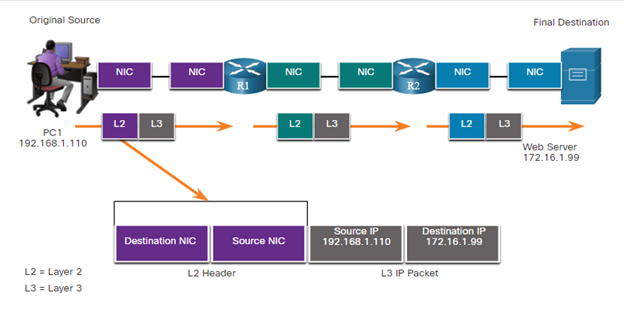 Original Source
Final Destination
NIC
NIC
NIC
NIC
NIC
NIC
R1
R2
L2
L3
L2
L3
L2
L3
PC1
192.168.1.110
Web Server
172.16.1.99
Destination NIC
Source NIC
Source IP
192.168.1.110
Destination IP
172.16.1.99
L2 = Layer 2
L2 Header
L3 IP Packet
L3 = Layer 3